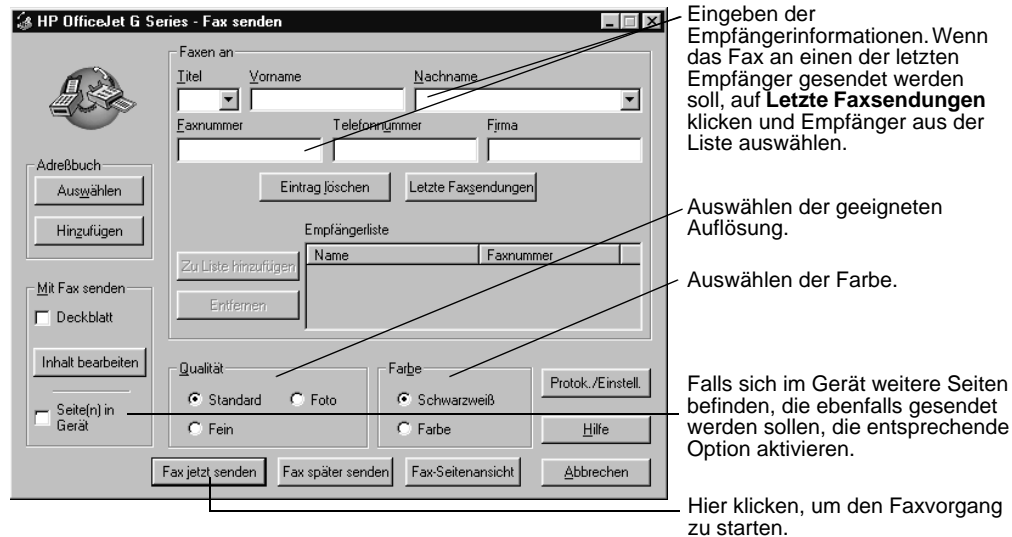 HP OfficeJet G Series - Fax senden
Faxen an
Titel Vorname Nachname
Faxnummer Telefonnummer Firma
Eintrag löschen Letzte Faxsendungen
Adreßbuch
Auswählen
Hinzufügen
Empfängerliste
Name Faxnummer
Zu Liste hinzufügen
Entfernen
Mit Fax senden
Deckblatt
Inhalt bearbeiten
Seite(n) in
Gerät
Qualität
Standard Foto
Fein
Farbe
Schwarzweiß
Farbe
Protok./Einstell.
Hilfe
Fax jetzt senden Fax später senden Fax-Seitenansicht Abbrechen
Eingeben der
Empfängerinformationen. Wenn
das Fax an einen der letzten
Empfänger gesendet werden
soll, auf Letzte Faxsendungen
klicken und Empfänger aus der
Liste auswählen.
Auswählen der geeigneten
Auflösung.
Auswählen der Farbe.
Falls sich im Gerät weitere Seiten
befinden, die ebenfalls gesendet
werden sollen, die entsprechende
Option aktivieren.
Hier klicken, um den Faxvorgang
zu starten.